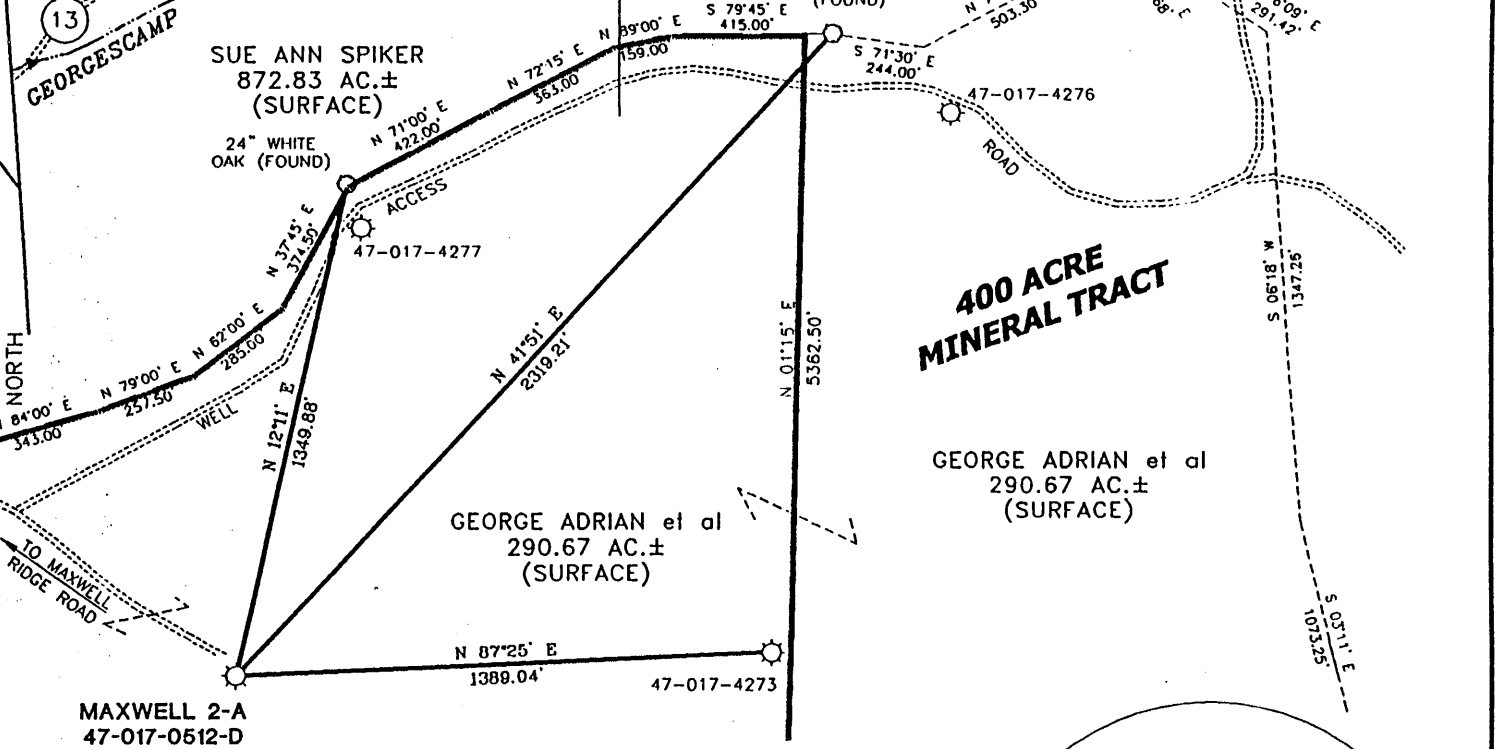 13
GEORGESCAMP
SUE ANN SPIKER
872.83 AC.±
(SURFACE)
24" WHITE
OAK (FOUND)
N 71°00' E
422.00'
N 72°15' E
363.00'
N 89°00' E
159.00'
S 79°45' E
415.00'
(FOUND)
S 71°30' E
244.00'
503.30'
291.42'
47-017-4276
ROAD
ACCESS
47-017-4277
N 37°45' E
374.50'
N 62°00' E
285.00'
N 79°00' E
257.50'
N 84°00' E
343.00'
NORTH
WELL
N 12°11' E
1349.88'
N 41°51' E
2319.21'
N 01°15' E
5362.50'
400 ACRE
MINERAL TRACT
S 06°18' W
1347.25'
GEORGE ADRIAN et al
290.67 AC.±
(SURFACE)
GEORGE ADRIAN et al
290.67 AC.±
(SURFACE)
TO MAXWELL
RIDGE ROAD
S 03°11' E
1073.25'
N 87°25' E
1389.04'
47-017-4273
MAXWELL 2-A
47-017-0512-D